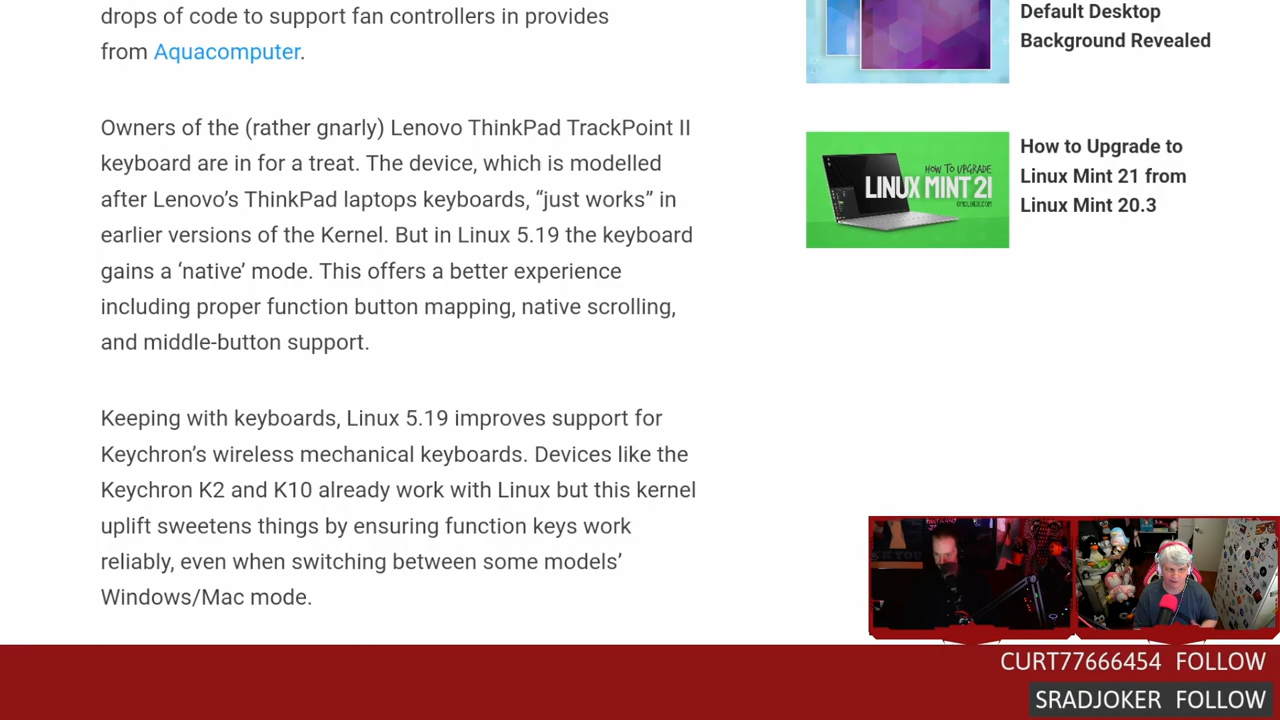 drops of code to support fan controllers in provides
from Aquacomputer.
Owners of the (rather gnarly) Lenovo ThinkPad TrackPoint II
keyboard are in for a treat. The device, which is modelled
after Lenovo’s ThinkPad laptops keyboards, “just works” in
earlier versions of the Kernel. But in Linux 5.19 the keyboard
gains a ‘native’ mode. This offers a better experience
including proper function button mapping, native scrolling,
and middle-button support.
Keeping with keyboards, Linux 5.19 improves support for
Keychron’s wireless mechanical keyboards. Devices like the
Keychron K2 and K10 already work with Linux but this kernel
uplift sweetens things by ensuring function keys work
reliably, even when switching between some models’
Windows/Mac mode.
Default Desktop
Background Revealed
HOW TO UPGRADE
LINUX MINT 21
How to Upgrade to
Linux Mint 21 from
Linux Mint 20.3
CURT77666454 FOLLOW
SRADJOKER FOLLOW